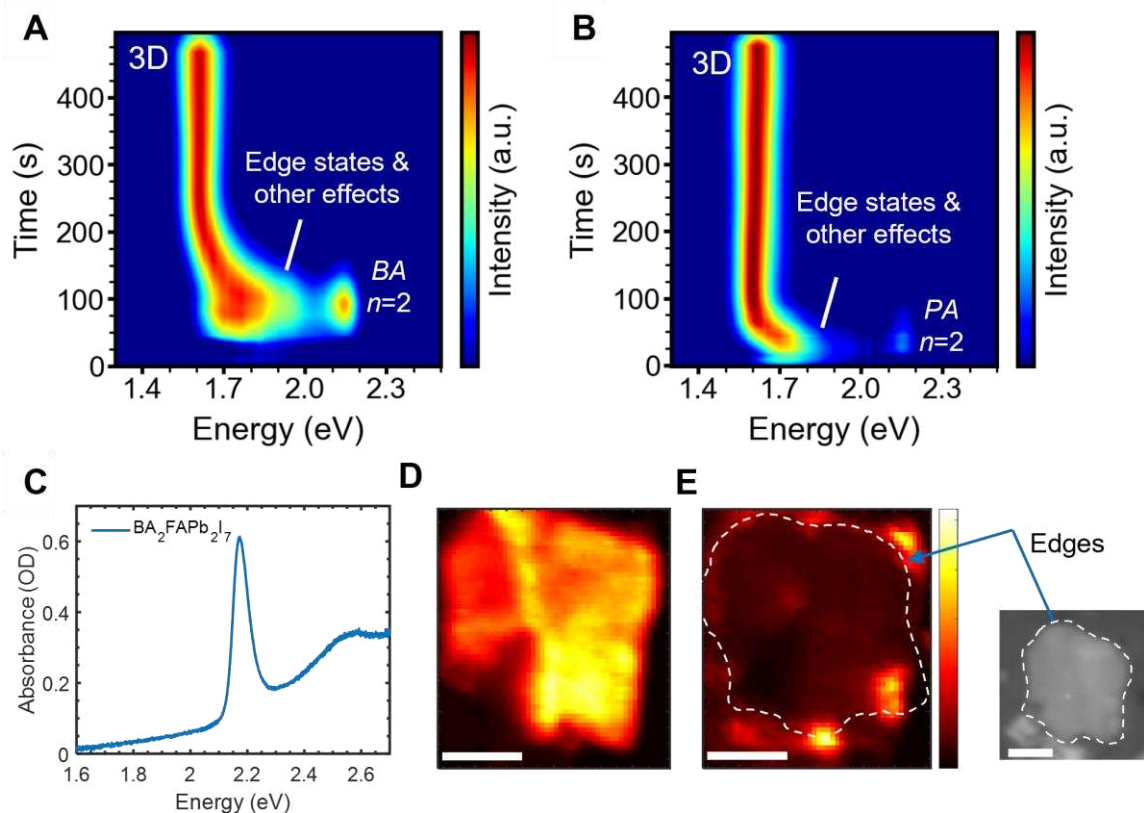 A
3D
Edge states &
other effects
BA
n=2
Time (s)
400
300
200
100
0
1.4
1.7
2.0
2.3
Energy (eV)
Intensity (a.u.)
B
3D
Edge states &
other effects
PA
n=2
Time (s)
400
300
200
100
0
1.4
1.7
2.0
2.3
Energy (eV)
Intensity (a.u.)
C
BA₂FAPb₂I₇
Absorbance (OD)
0.6
0.4
0.2
0
1.6
1.8
2
2.2
2.4
2.6
Energy (eV)
D
E
Edges